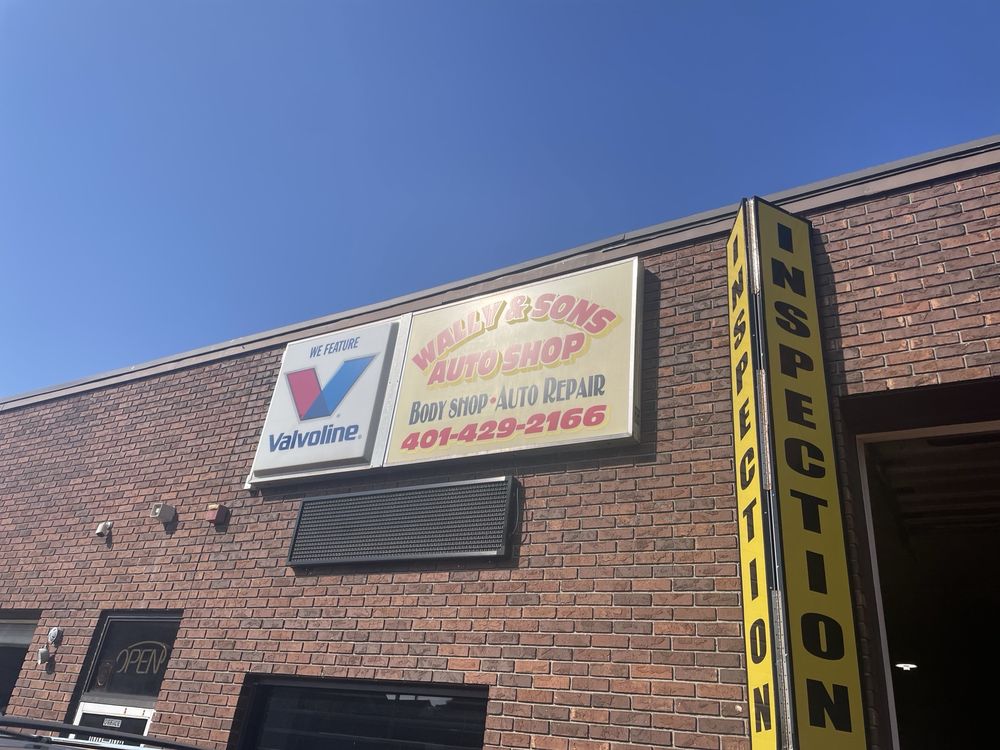 WE FEATURE
Valvoline
WALLY & SONS
AUTO SHOP
BODY SHOP • AUTO REPAIR
401-429-2166
INSPECTION
INSPECTION
OPEN